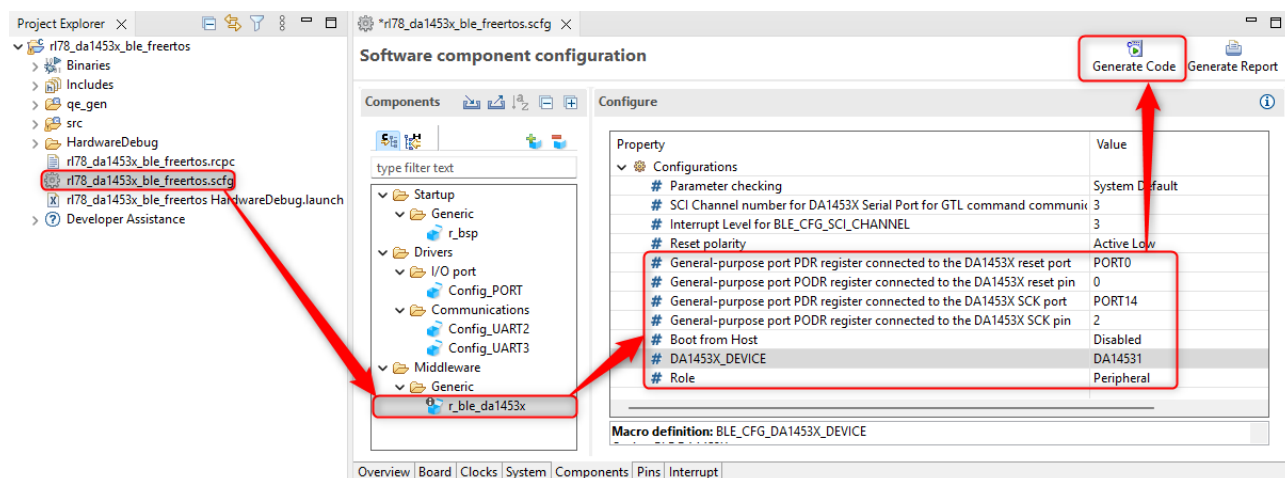 Project Explorer
rl78_da1453x_ble_freertos
Binaries
Includes
qe_gen
src
HardwareDebug
rl78_da1453x_ble_freertos.rcpc
rl78_da1453x_ble_freertos.scfg
rl78_da1453x_ble_freertos HardwareDebug.launch
Developer Assistance
*rl78_da1453x_ble_freertos.scfg
Software component configuration
Generate Code Generate Report
Components
type filter text
Startup
Generic
r_bsp
Drivers
I/O port
Config_PORT
Communications
Config_UART2
Config_UART3
Middleware
Generic
r_ble_da1453x
Configure
Property Value
Configurations
# Parameter checking System Default
# SCI Channel number for DA1453X Serial Port for GTL command communic 3
# Interrupt Level for BLE_CFG_SCI_CHANNEL 3
# Reset polarity Active Low
# General-purpose port PDR register connected to the DA1453X reset port PORT0
# General-purpose port PODR register connected to the DA1453X reset pin 0
# General-purpose port PDR register connected to the DA1453X SCK port PORT14
# General-purpose port PODR register connected to the DA1453X SCK pin 2
# Boot from Host Disabled
# DA1453X_DEVICE DA14531
# Role Peripheral
Macro definition: BLE_CFG_DA1453X_DEVICE
Overview Board Clocks System Components Pins Interrupt